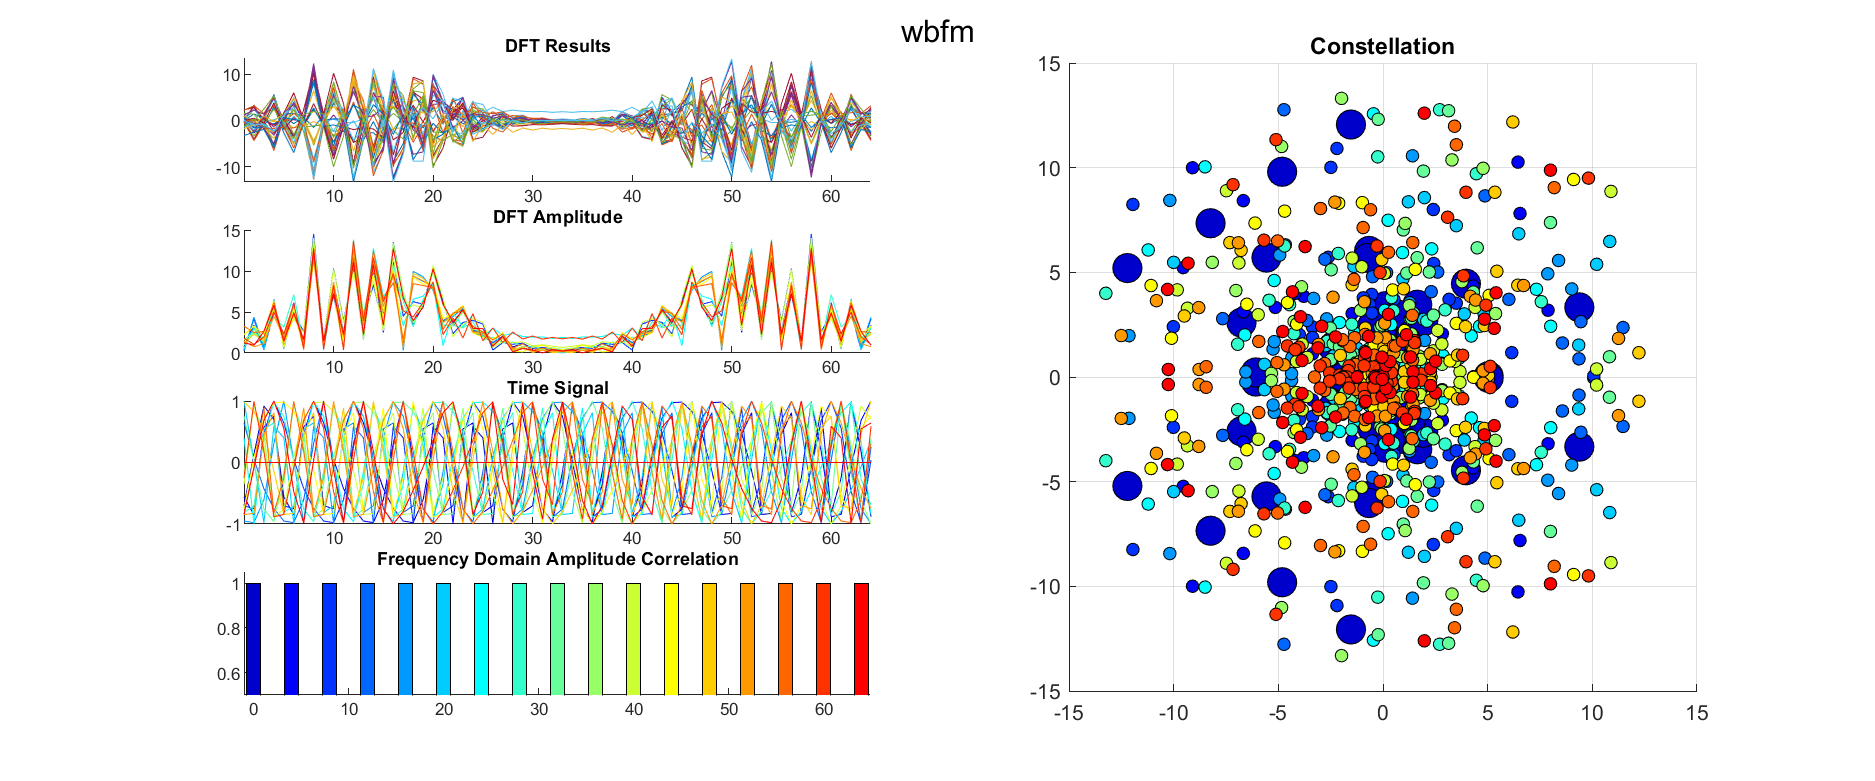 wbfm
DFT Results
10
0
-10
10 20 30 40 50 60
DFT Amplitude
15
10
5
0
10 20 30 40 50 60
Time Signal
1
0
-1
10 20 30 40 50 60
Frequency Domain Amplitude Correlation
1
0.8
0.6
0 10 20 30 40 50 60
Constellation
15
10
5
0
-5
-10
-15
-15 -10 -5 0 5 10 15